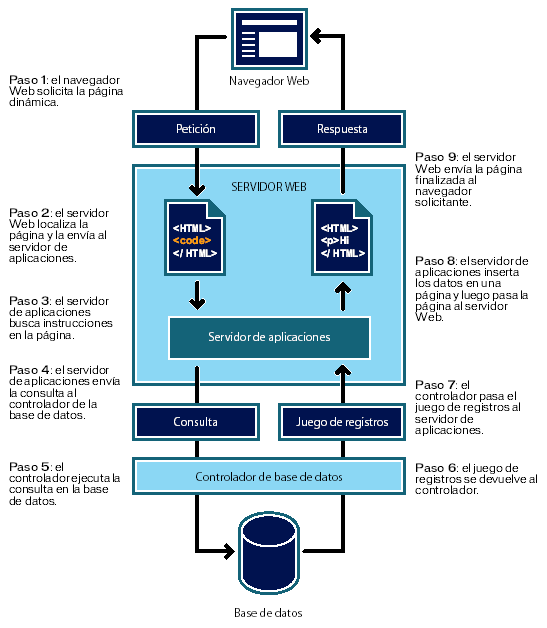 Navegador Web
Paso 1: el navegador
Web solicita la página
dinámica.
Petición
Respuesta
Paso 9: el servidor
Web envía la página
finalizada al
navegador
solicitante.
SERVIDOR WEB
Paso 2: el servidor
Web localiza la
página y la envía al
servidor de
aplicaciones.
<HTML>
<code>
</ HTML>
<HTML>
<p>Hi
</ HTML>
Paso 8: el servidor de
aplicaciones inserta
los datos en una
página y luego pasa la
página al servidor
Web.
Paso 3: el servidor
de aplicaciones
busca instrucciones
en la página.
Servidor de aplicaciones
Paso 4: el servidor
de aplicaciones envía
la consulta al
controlador de la
base de datos.
Consulta
Juego de registros
Paso 7: el
controlador pasa el
juego de registros al
servidor de
aplicaciones.
Paso 5: el
controlador ejecuta la
consulta en la base
de datos.
Controlador de base de datos
Paso 6: el juego de
registros se devuelve al
controlador.
Base de datos